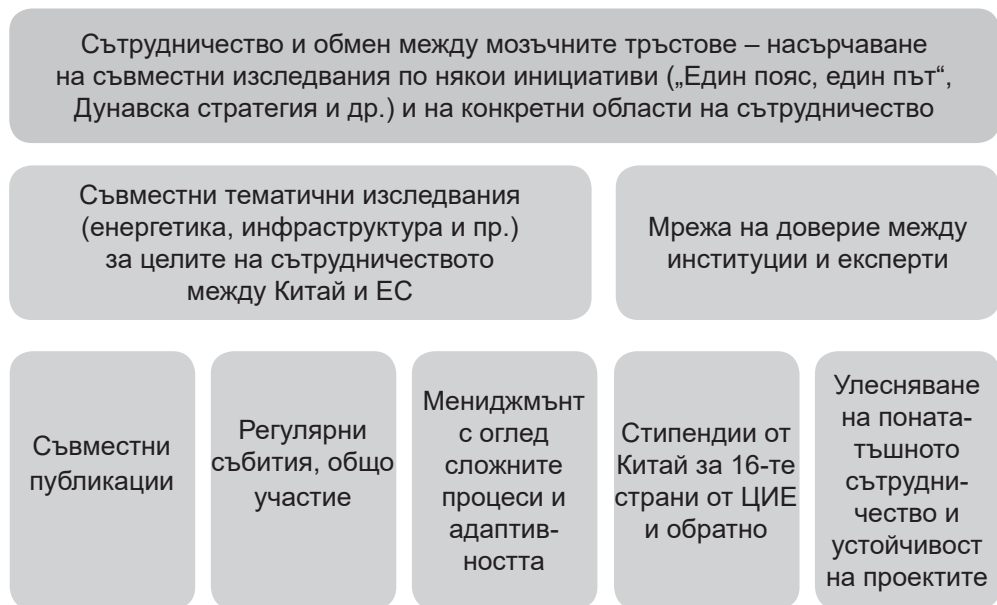 Сътрудничество и обмен между мозъчните тръстове – насърчаване
на съвместни изследвания по някои инициативи („Един пояс, един път“,
Дунавска стратегия и др.) и на конкретни области на сътрудничество
Съвместни тематични изследвания
(енергетика, инфраструктура и пр.)
за целите на сътрудничеството
между Китай и ЕС
Мрежа на доверие между
институции и експерти
Съвместни
публикации
Регулярни
събития, общо
участие
Мениджмънт
с оглед
сложните
процеси и
адаптив-
ността
Стипендии от
Китай за 16-те
страни от ЦИЕ
и обратно
Улесняване
на поната-
тъшното
сътрудни-
чество и
устойчивост
на проектите